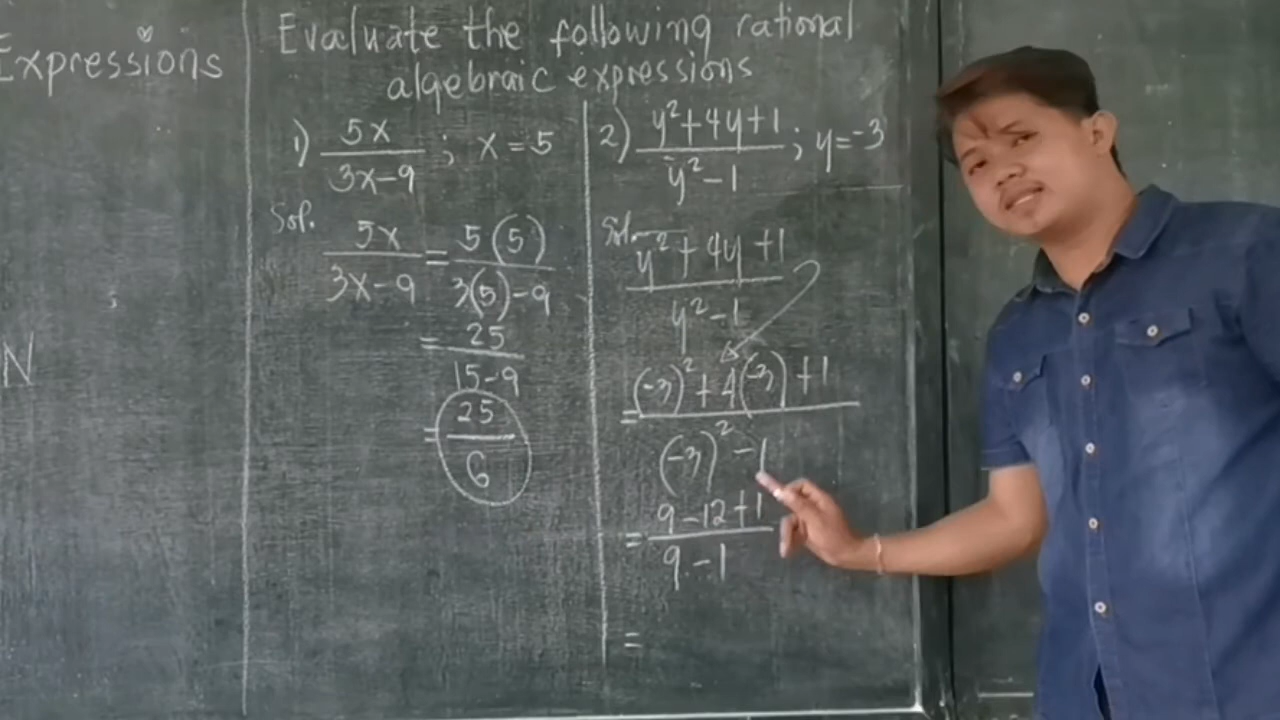 Expressions
N
Evaluate the following rational
algebraic expressions
1) 5x / 3x-9 ; x = 5
Sol.
5x / 3x-9 = 5(5) / 3(5)-9
= 25 / 15-9
= 25 / 6
2) y²+4y+1 / y²-1 ; y=-3
Sol.
y²+4y+1 / y²-1
= (-3)²+4(-3)+1 / (-3)²-1
= 9-12+1 / 9-1
=